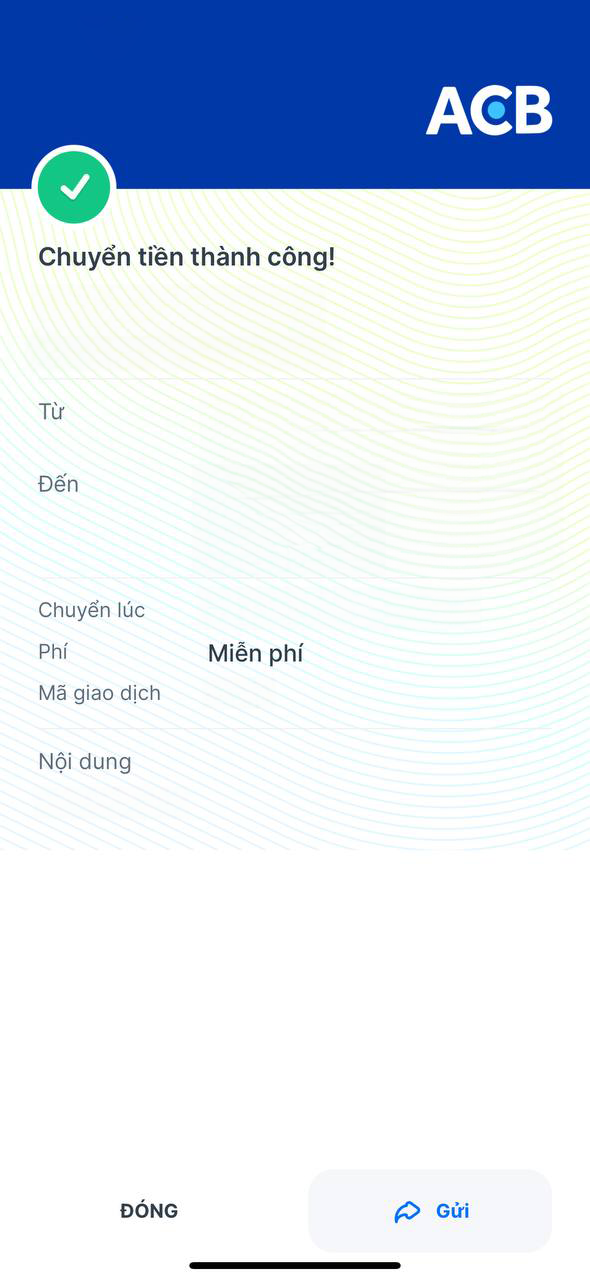 ACB
Chuyển tiền thành công!
Từ
Đến
Chuyển lúc
Phí Miễn phí
Mã giao dịch
Nội dung
ĐÓNG Gửi